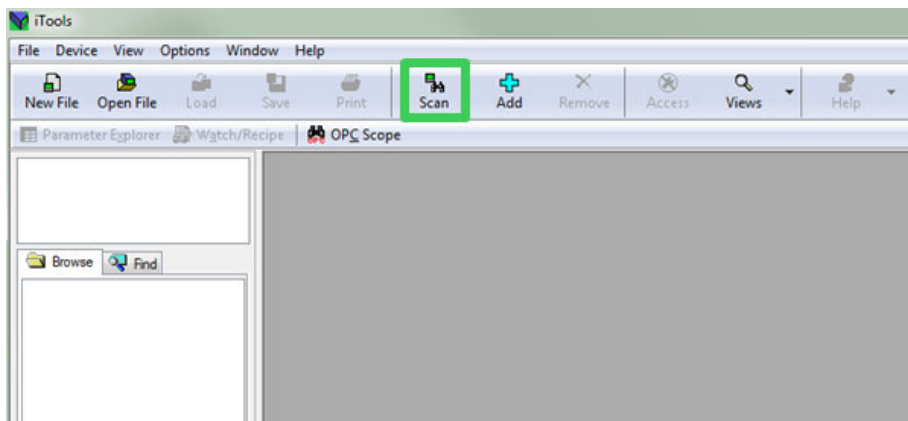 iTools
File Device View Options Window Help
New File Open File Load Save Print Scan Add Remove Access Views Help
Parameter Explorer Watch/Recipe OPC Scope
Browse Find